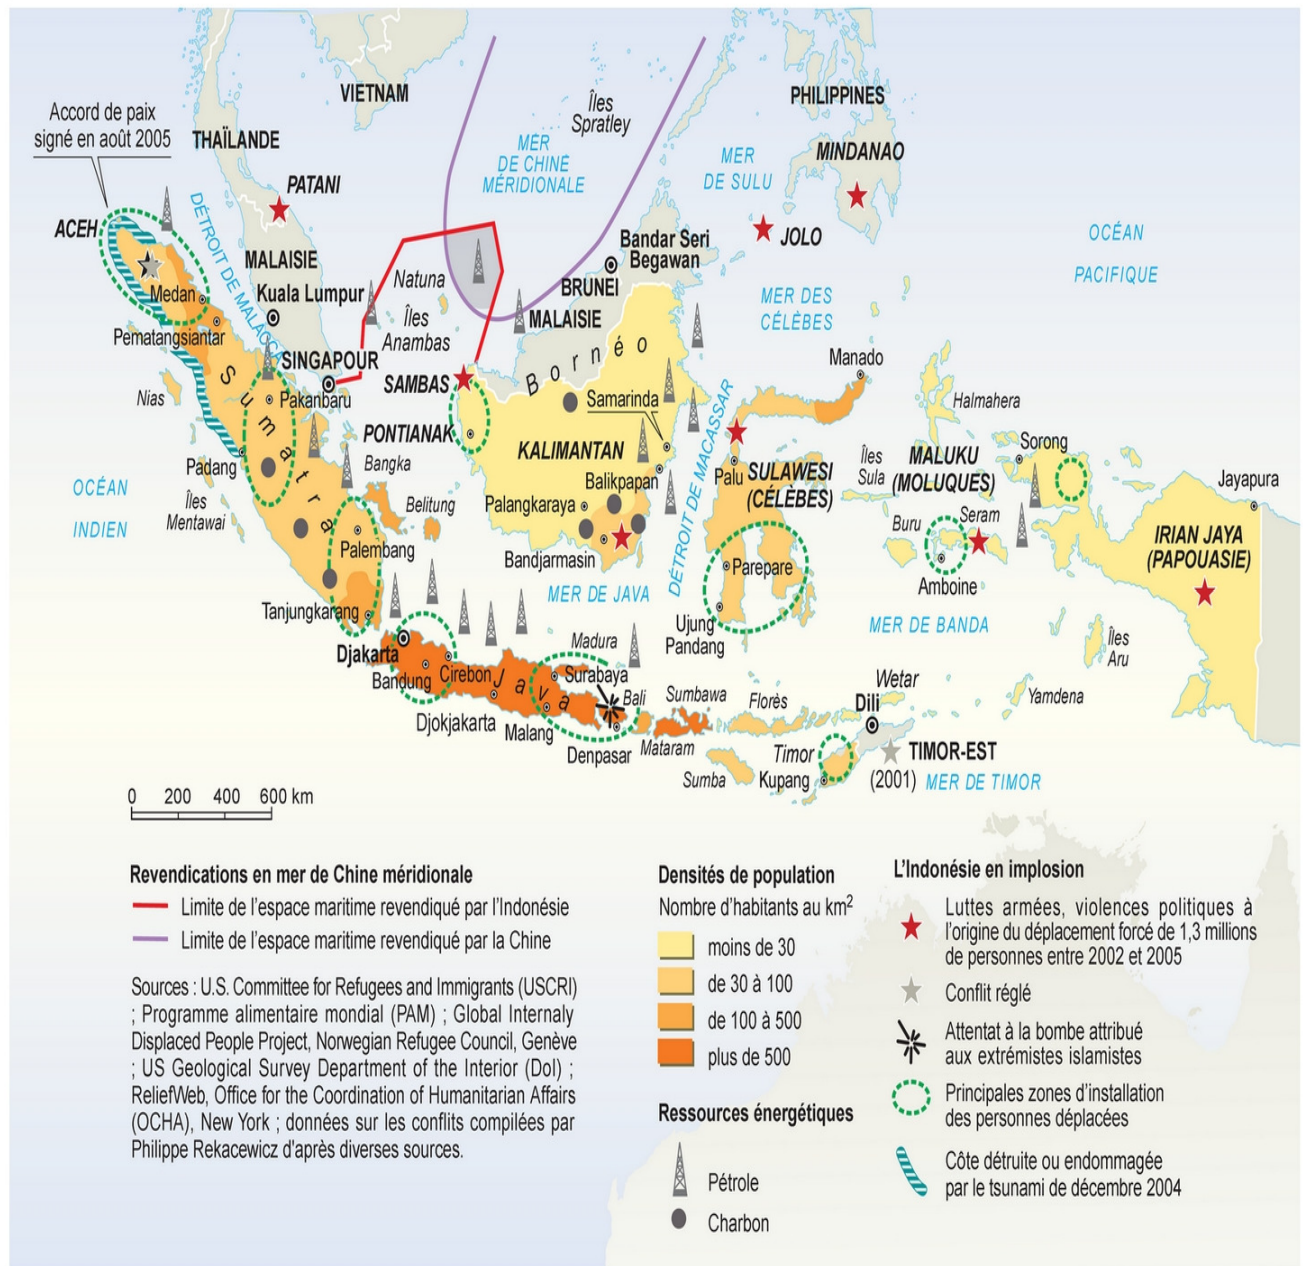 VIETNAM
Îles
Spratley
PHILIPPINES
Accord de paix
signé en août 2005
THAÏLANDE
MER
DE CHINE
MÉRIDIONALE
MER
DE SULU
MINDANAO
PATANI
ACEH
DÉTROIT DE MALACCA
JOLO
OCÉAN
PACIFIQUE
MALAISIE
Bandar Seri
Begawan
Natuna
BRUNEI
Medan
Kuala Lumpur
MER DES
CÉLÈBES
Îles
Anambas
MALAISIE
Pematangsiantar
SINGAPOUR
Bornéo
Manado
SAMBAS
Nias
Sumatra
Pakanbaru
Samarinda
DÉTROIT DE MACASSAR
Halmahera
PONTIANAK
KALIMANTAN
Sorong
Padang
Bangka
Balikpapan
Palu
SULAWESI
(CÉLÈBES)
Îles
Sula
MALUKU
(MOLUQUES)
Jayapura
OCÉAN
INDIEN
Îles
Mentawai
Belitung
Palangkaraya
Buru
Seram
IRIAN JAYA
(PAPOUASIE)
Palembang
Bandjarmasin
Parepare
Amboine
Tanjungkarang
MER DE JAVA
Ujung
Pandang
MER DE BANDA
Îles
Aru
Djakarta
Madura
Bandung
Cirebon
Java
Surabaya
Bali
Sumbawa
Florès
Wetar
Dili
Yamdena
Djokjakarta
Malang
Denpasar
Mataram
Sumba
Timor
Kupang
TIMOR-EST
(2001)
MER DE TIMOR
0 200 400 600 km
Revendications en mer de Chine méridionale
Limite de l'espace maritime revendiqué par l'Indonésie
Limite de l'espace maritime revendiqué par la Chine
Sources : U.S. Committee for Refugees and Immigrants (USCRI)
; Programme alimentaire mondial (PAM) ; Global Internaly
Displaced People Project, Norwegian Refugee Council, Genève
; US Geological Survey Department of the Interior (DoI) ;
ReliefWeb, Office for the Coordination of Humanitarian Affairs
(OCHA), New York ; données sur les conflits compilées par
Philippe Rekacewicz d'après diverses sources.
Densités de population
Nombre d'habitants au km²
moins de 30
de 30 à 100
de 100 à 500
plus de 500
Ressources énergétiques
Pétrole
Charbon
L'Indonésie en implosion
Luttes armées, violences politiques à
l'origine du déplacement forcé de 1,3 millions
de personnes entre 2002 et 2005
Conflit réglé
Attentat à la bombe attribué
aux extrémistes islamistes
Principales zones d'installation
des personnes déplacées
Côte détruite ou endommagée
par le tsunami de décembre 2004